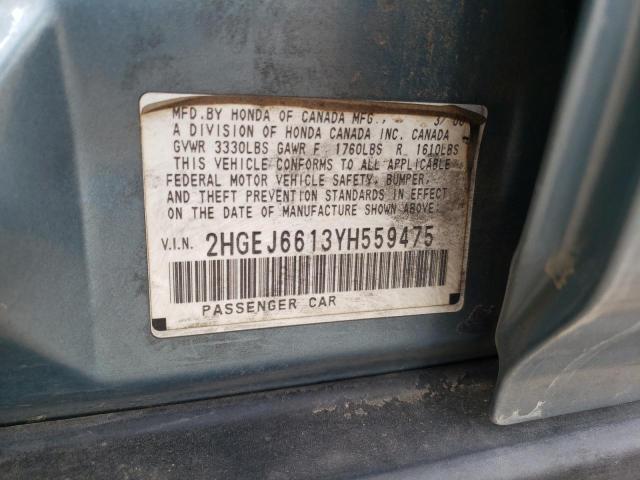 MFD.BY HONDA OF CANADA MFG., 3/
A DIVISION OF HONDA CANADA INC. CANADA
GVWR 3330LBS GAWR F 1760LBS R 1610LBS
THIS VEHICLE CONFORMS TO ALL APPLICABLE
FEDERAL MOTOR VEHICLE SAFETY, BUMPER,
AND THEFT PREVENTION STANDARDS IN EFFECT
ON THE DATE OF MANUFACTURE SHOWN ABOVE.
V.I.N. 2HGEJ6613YH559475
PASSENGER CAR